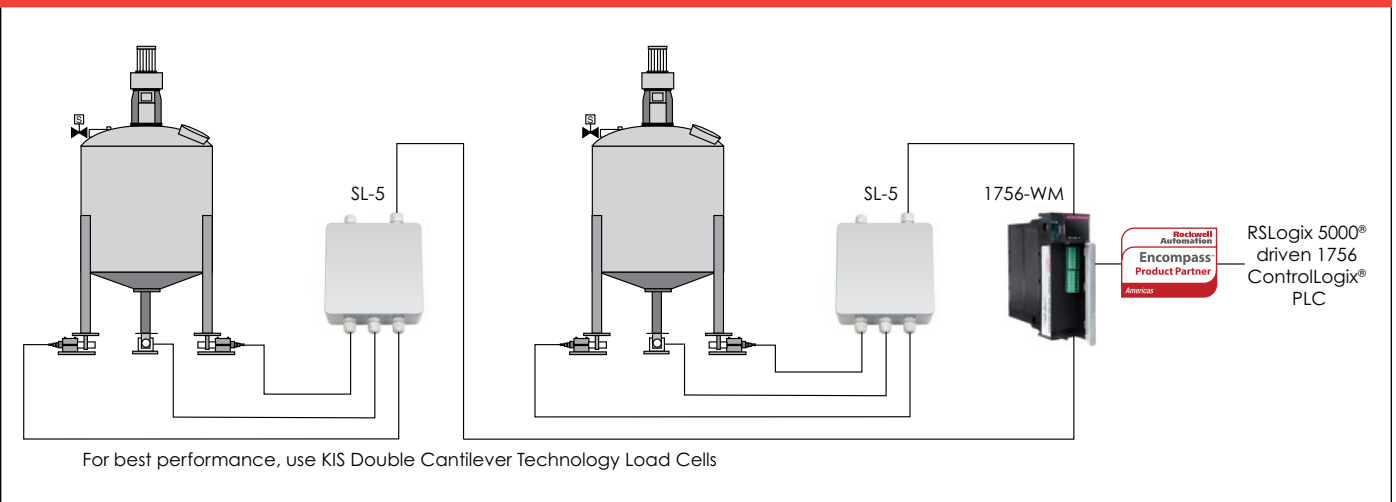 S
S
SL-5
SL-5
1756-WM
Rockwell
Automation
Encompass™
Product Partner
Americas
RSLogix 5000®
driven 1756
ControlLogix®
PLC
For best performance, use KIS Double Cantilever Technology Load Cells